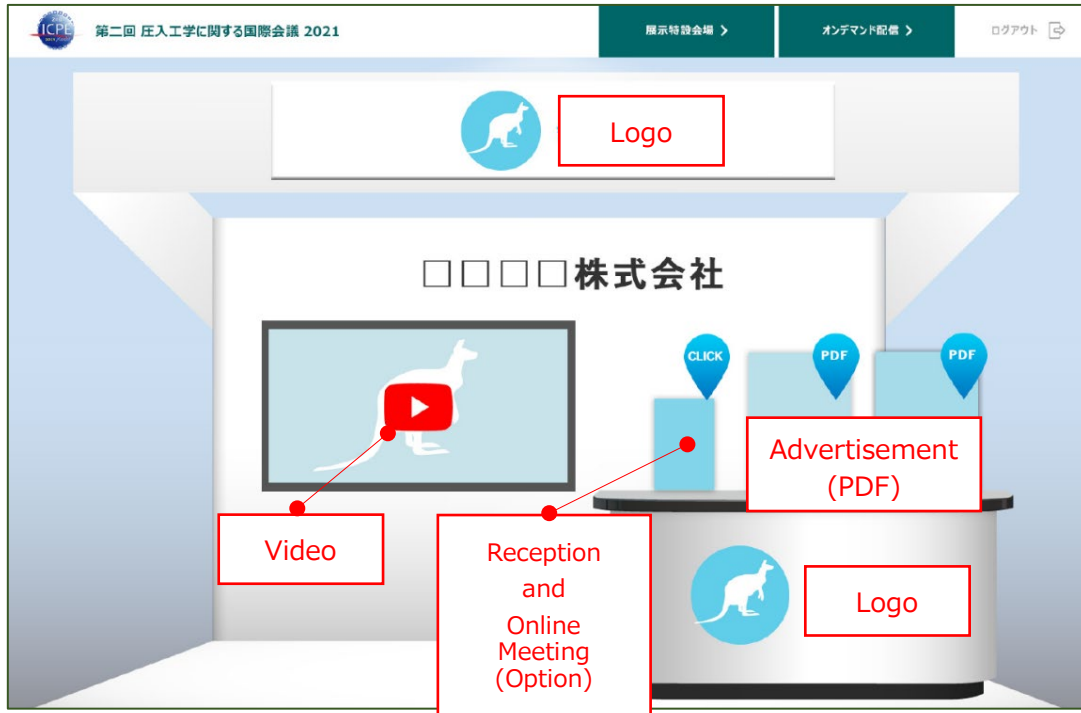 ICPE
第二回 圧入工学に関する国際会議 2021
展示特設会場 ❯
オンデマンド配信 ❯
ログアウト
Logo
□□□□株式会社
CLICK
PDF
PDF
Advertisement
(PDF)
Video
Reception
and
Online
Meeting
(Option)
Logo